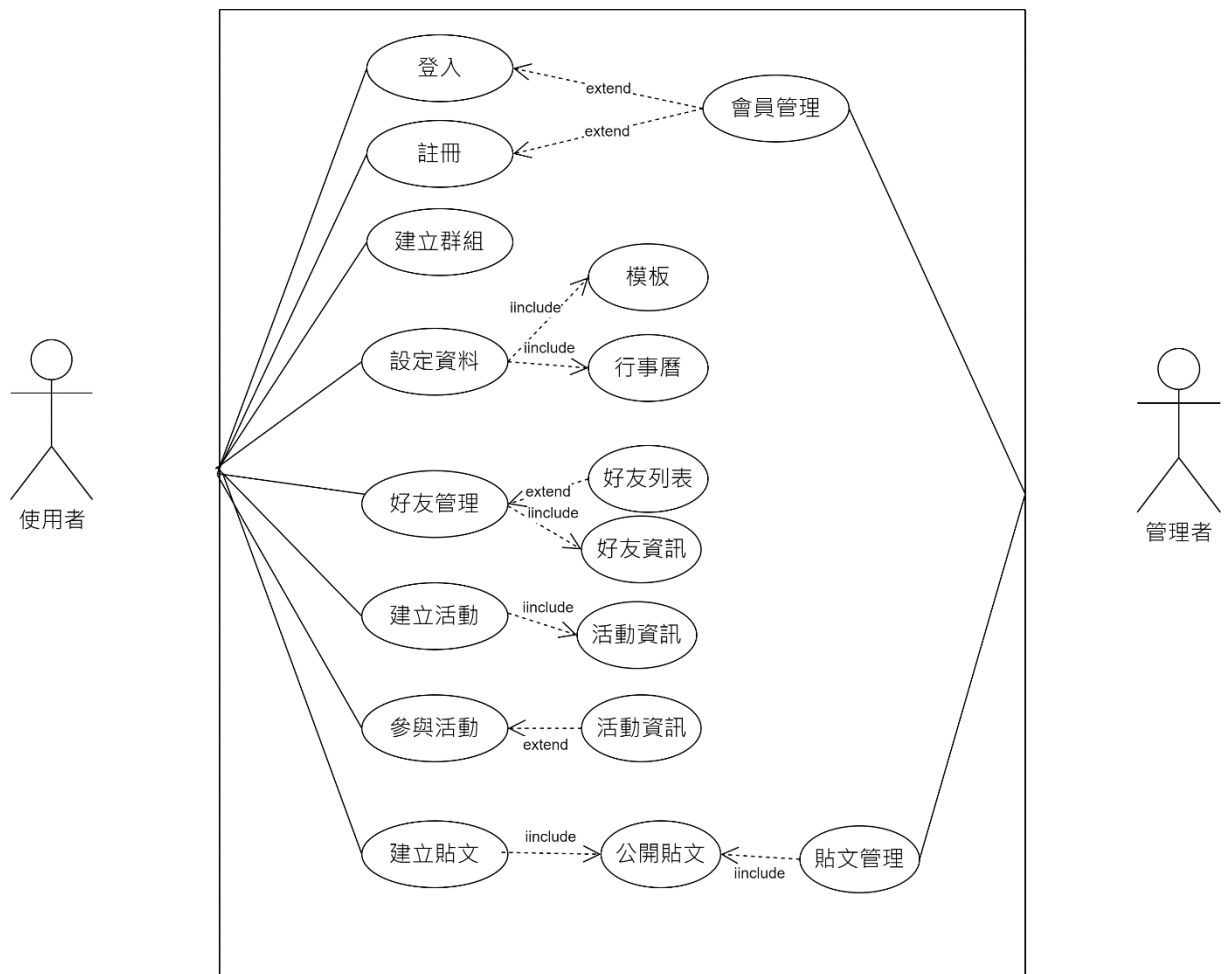 登入
extend
會員管理
extend
註冊
建立群組
模板
iinclude
iinclude
設定資料
行事曆
好友列表
extend
好友管理
iinclude
好友資訊
使用者
管理者
iinclude
建立活動
活動資訊
參與活動
活動資訊
extend
iinclude
建立貼文
公開貼文
貼文管理
iinclude